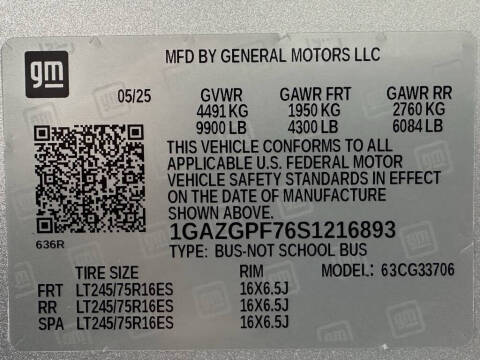 gm
MFD BY GENERAL MOTORS LLC
05/25 GVWR GAWR FRT GAWR RR
4491 KG 1950 KG 2760 KG
9900 LB 4300 LB 6084 LB
THIS VEHICLE CONFORMS TO ALL
APPLICABLE U.S. FEDERAL MOTOR
VEHICLE SAFETY STANDARDS IN EFFECT
ON THE DATE OF MANUFACTURE
SHOWN ABOVE.
636R 1GAZGPF76S1216893
TYPE: BUS-NOT SCHOOL BUS
TIRE SIZE RIM MODEL: 63CG33706
FRT LT245/75R16ES 16X6.5J
RR LT245/75R16ES 16X6.5J
SPA LT245/75R16ES 16X6.5J